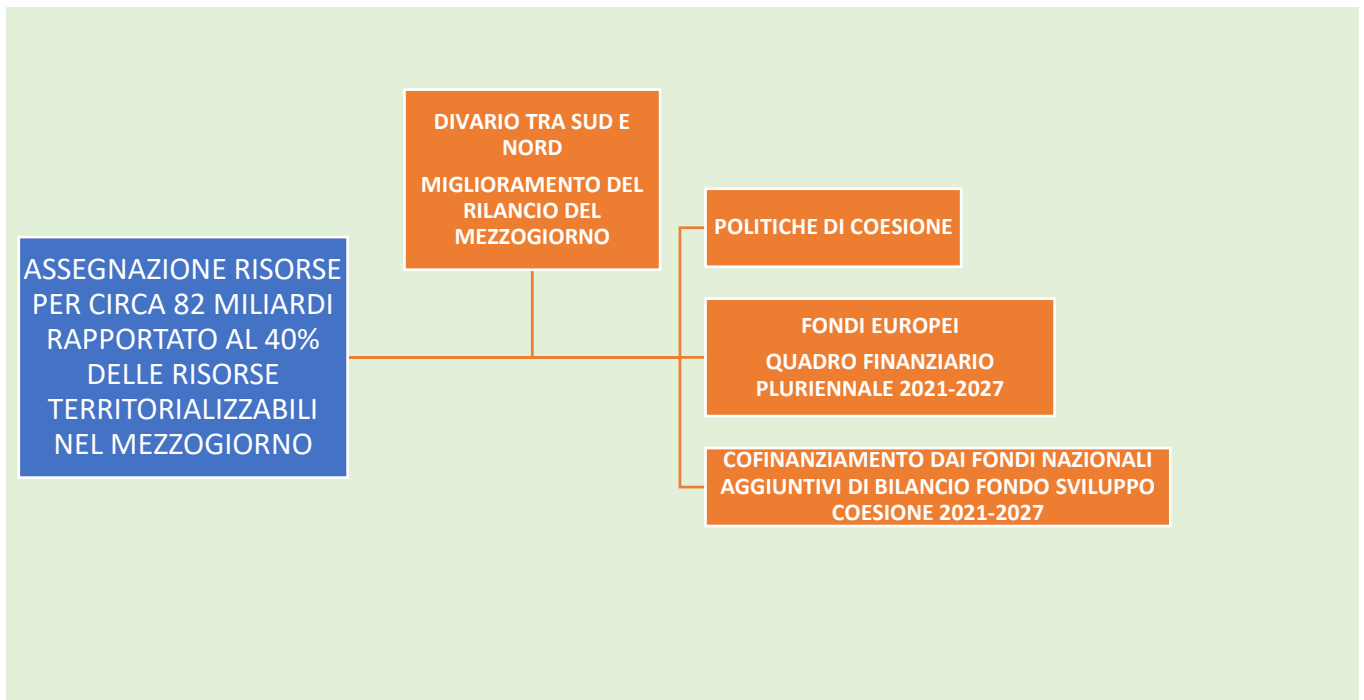 ASSEGNAZIONE RISORSE
PER CIRCA 82 MILIARDI
RAPPORTATO AL 40%
DELLE RISORSE
TERRITORIALIZZABILI
NEL MEZZOGIORNO
DIVARIO TRA SUD E
NORD
MIGLIORAMENTO DEL
RILANCIO DEL
MEZZOGIORNO
POLITICHE DI COESIONE
FONDI EUROPEI
QUADRO FINANZIARIO
PLURIENNALE 2021-2027
COFINANZIAMENTO DAI FONDI NAZIONALI
AGGIUNTIVI DI BILANCIO FONDO SVILUPPO
COESIONE 2021-2027